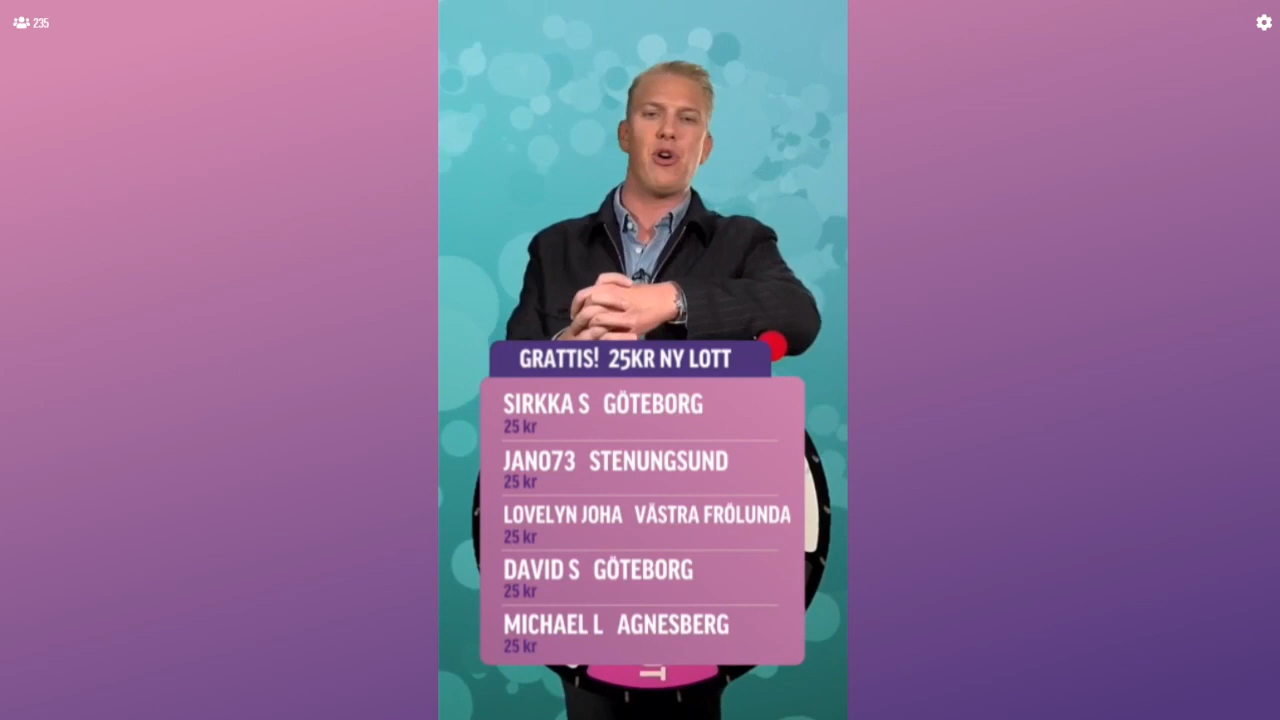 235
GRATTIS! 25KR NY LOTT
SIRKKA S GÖTEBORG
25 kr
JANO73 STENUNGSUND
25 kr
LOVELYN JOHA VÄSTRA FRÖLUNDA
25 kr
DAVID S GÖTEBORG
25 kr
MICHAEL L AGNESBERG
25 kr